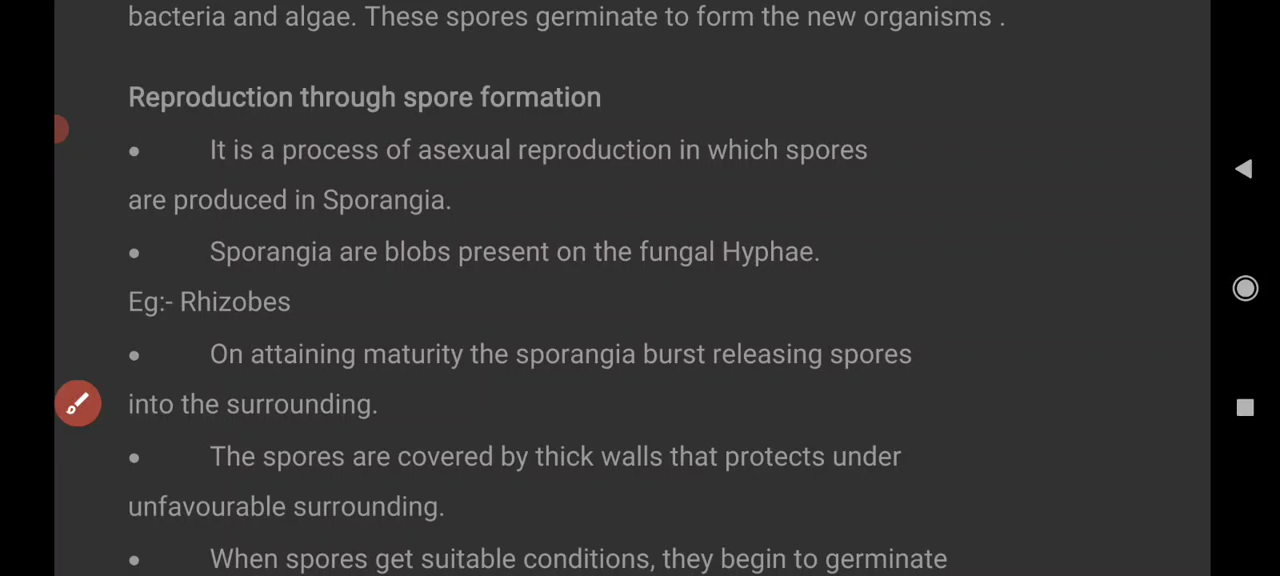 bacteria and algae. These spores germinate to form the new organisms .
Reproduction through spore formation
• It is a process of asexual reproduction in which spores
are produced in Sporangia.
• Sporangia are blobs present on the fungal Hyphae.
Eg:- Rhizobes
• On attaining maturity the sporangia burst releasing spores
into the surrounding.
• The spores are covered by thick walls that protects under
unfavourable surrounding.
• When spores get suitable conditions, they begin to germinate